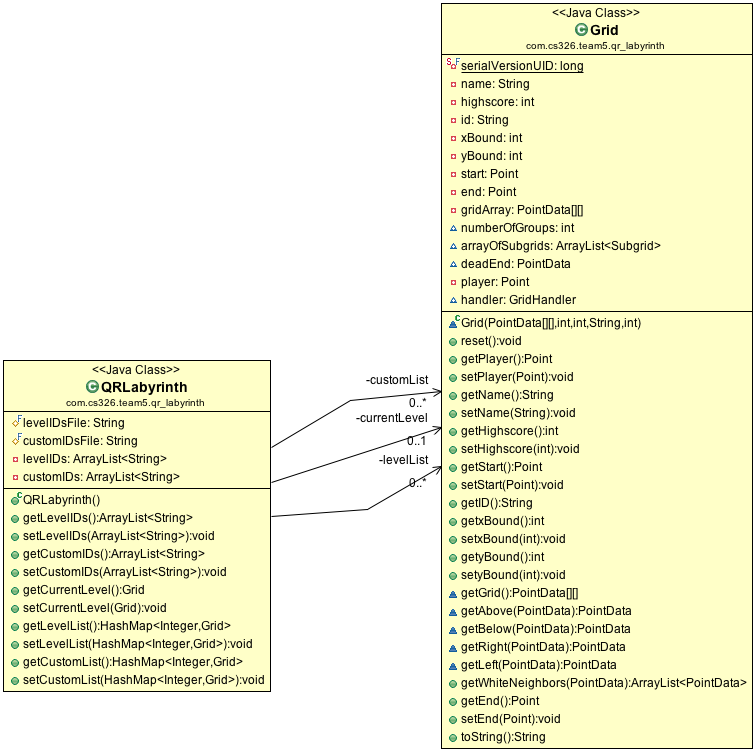 <<Java Class>>
Grid
com.cs326.team5.qr_labyrinth
serialVersionUID: long
name: String
highscore: int
id: String
xBound: int
yBound: int
start: Point
end: Point
gridArray: PointData[][]
numberOfGroups: int
arrayOfSubgrids: ArrayList<Subgrid>
deadEnd: PointData
player: Point
handler: GridHandler
Grid(PointData[][],int,int,String,int)
reset():void
getPlayer():Point
setPlayer(Point):void
getName():String
setName(String):void
getHighscore():int
setHighscore(int):void
getStart():Point
setStart(Point):void
getID():String
getxBound():int
setxBound(int):void
getyBound():int
setyBound(int):void
getGrid():PointData[][]
getAbove(PointData):PointData
getBelow(PointData):PointData
getRight(PointData):PointData
getLeft(PointData):PointData
getWhiteNeighbors(PointData):ArrayList<PointData>
getEnd():Point
setEnd(Point):void
toString():String
<<Java Class>>
QRLabyrinth
com.cs326.team5.qr_labyrinth
levelIDsFile: String
customIDsFile: String
levelIDs: ArrayList<String>
customIDs: ArrayList<String>
QRLabyrinth()
getLevelIDs():ArrayList<String>
setLevelIDs(ArrayList<String>):void
getCustomIDs():ArrayList<String>
setCustomIDs(ArrayList<String>):void
getCurrentLevel():Grid
setCurrentLevel(Grid):void
getLevelList():HashMap<Integer,Grid>
setLevelList(HashMap<Integer,Grid>):void
getCustomList():HashMap<Integer,Grid>
setCustomList(HashMap<Integer,Grid>):void
-customList
0..*
-currentLevel
0..1
-levelList
0..*